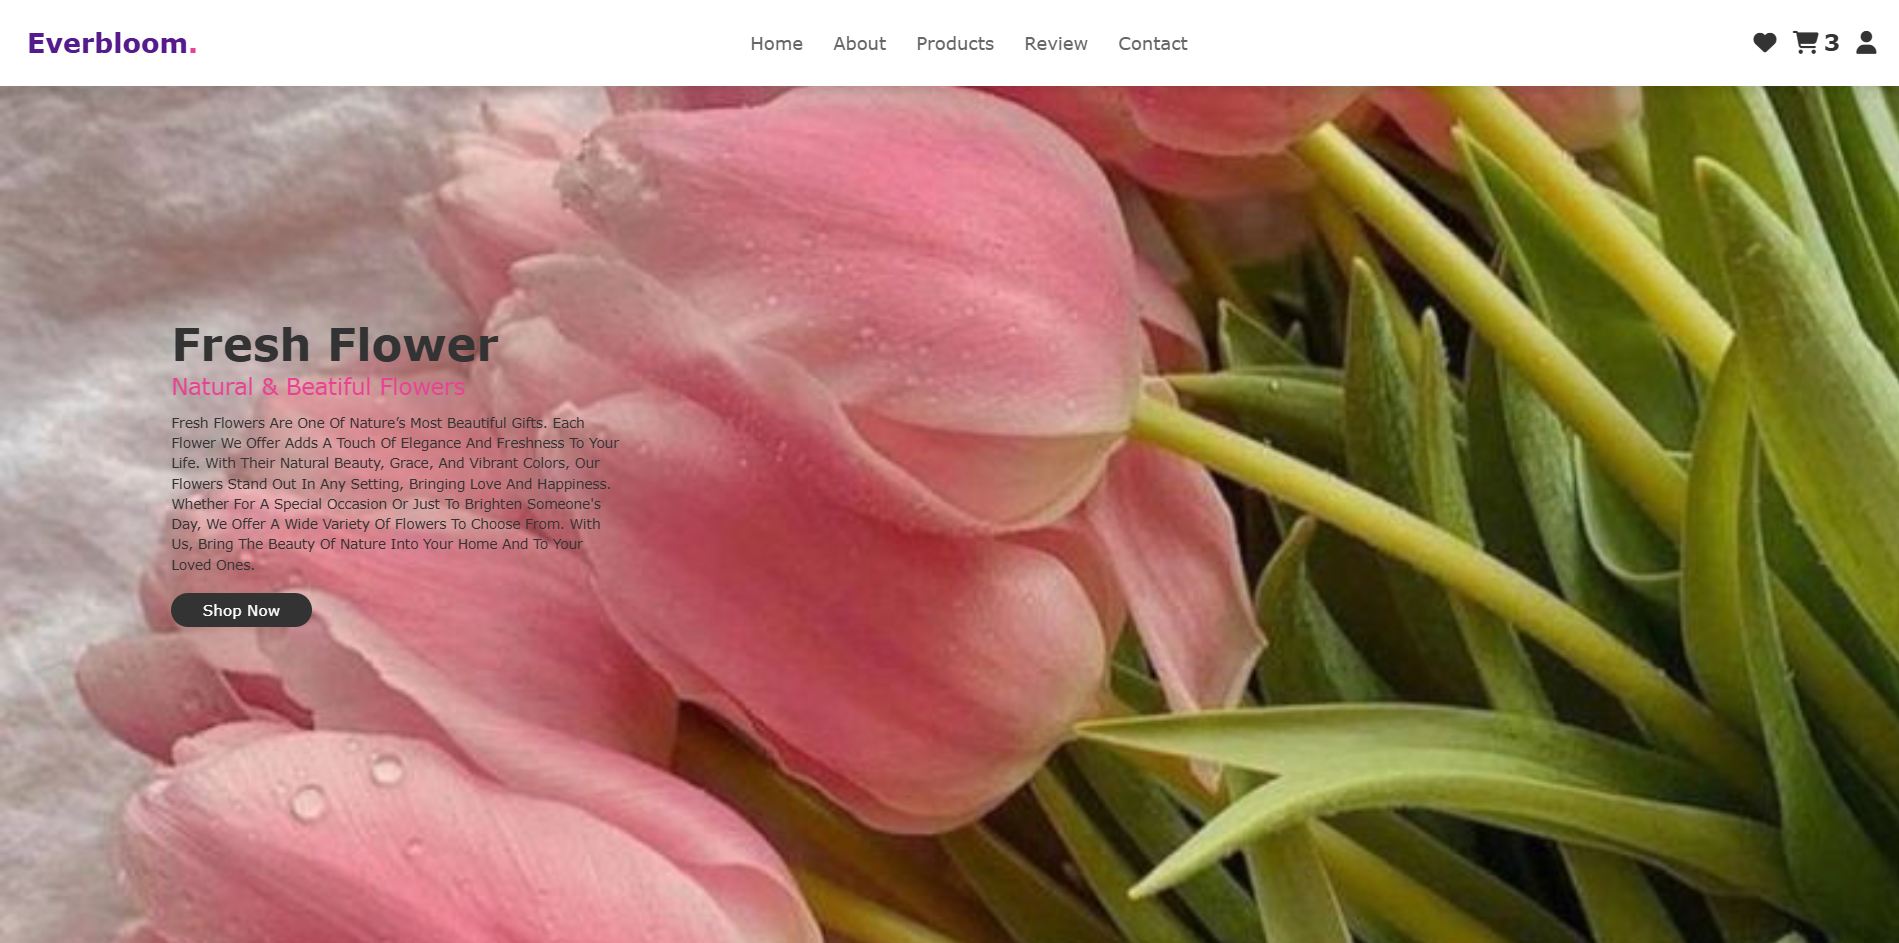 Everbloom.
Home About Products Review Contact
3
Fresh Flower
Natural & Beatiful Flowers
Fresh Flowers Are One Of Nature’s Most Beautiful Gifts. Each
Flower We Offer Adds A Touch Of Elegance And Freshness To Your
Life. With Their Natural Beauty, Grace, And Vibrant Colors, Our
Flowers Stand Out In Any Setting, Bringing Love And Happiness.
Whether For A Special Occasion Or Just To Brighten Someone's
Day, We Offer A Wide Variety Of Flowers To Choose From. With
Us, Bring The Beauty Of Nature Into Your Home And To Your
Loved Ones.
Shop Now